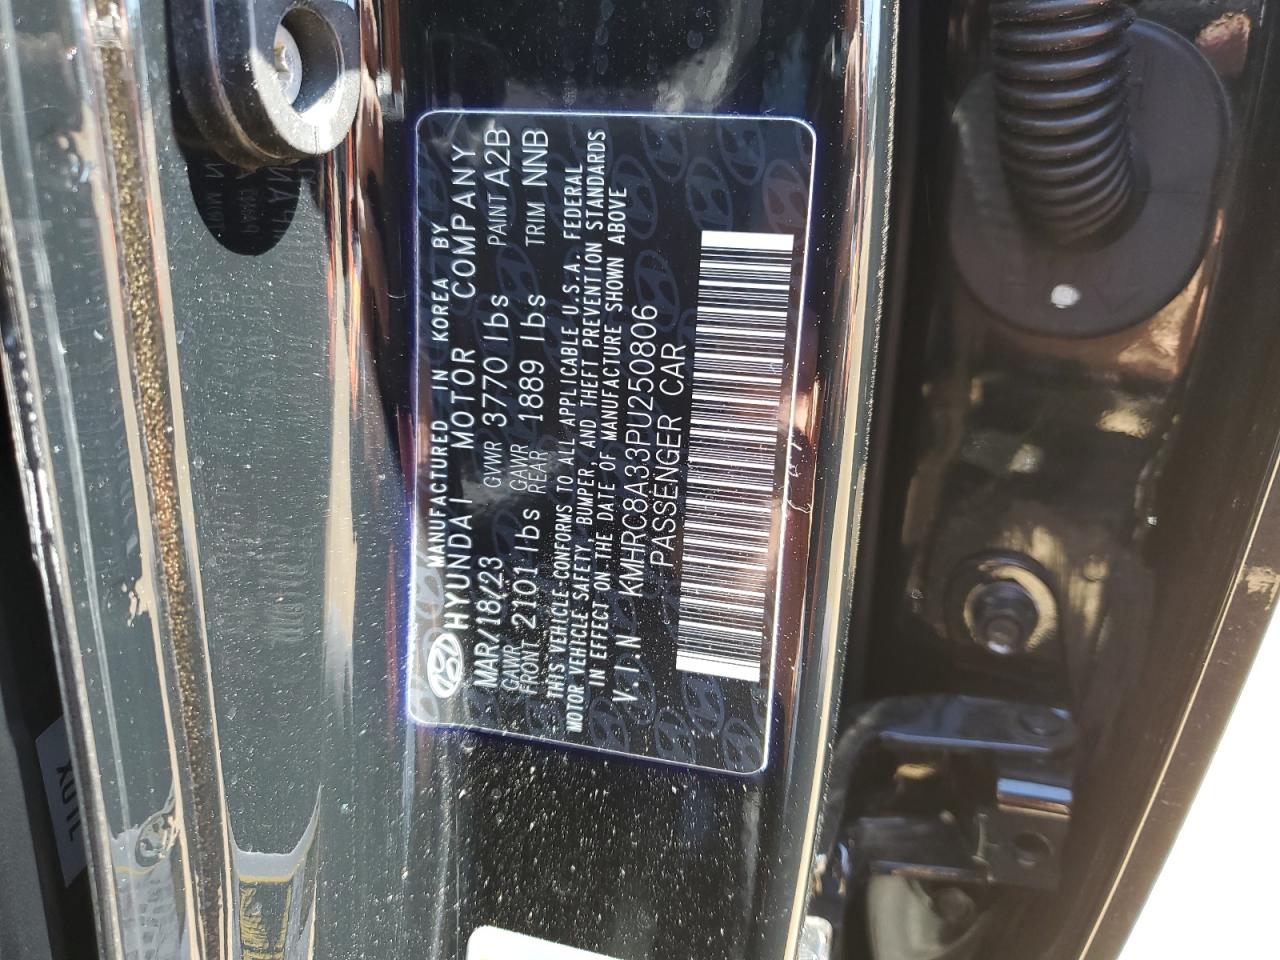 MANUFACTURED IN KOREA BY
HYUNDAI MOTOR COMPANY
MAR/18/23 GVWR 3770 lbs PAINT A2B
GAWR FRONT 2101 lbs GAWR REAR 1889 lbs TRIM NNB
THIS VEHICLE CONFORMS TO ALL APPLICABLE U.S.A. FEDERAL
MOTOR VEHICLE SAFETY, BUMPER, AND THEFT PREVENTION STANDARDS
IN EFFECT ON THE DATE OF MANUFACTURE SHOWN ABOVE
V.I.N KMHRC8A33PU250806
PASSENGER CAR